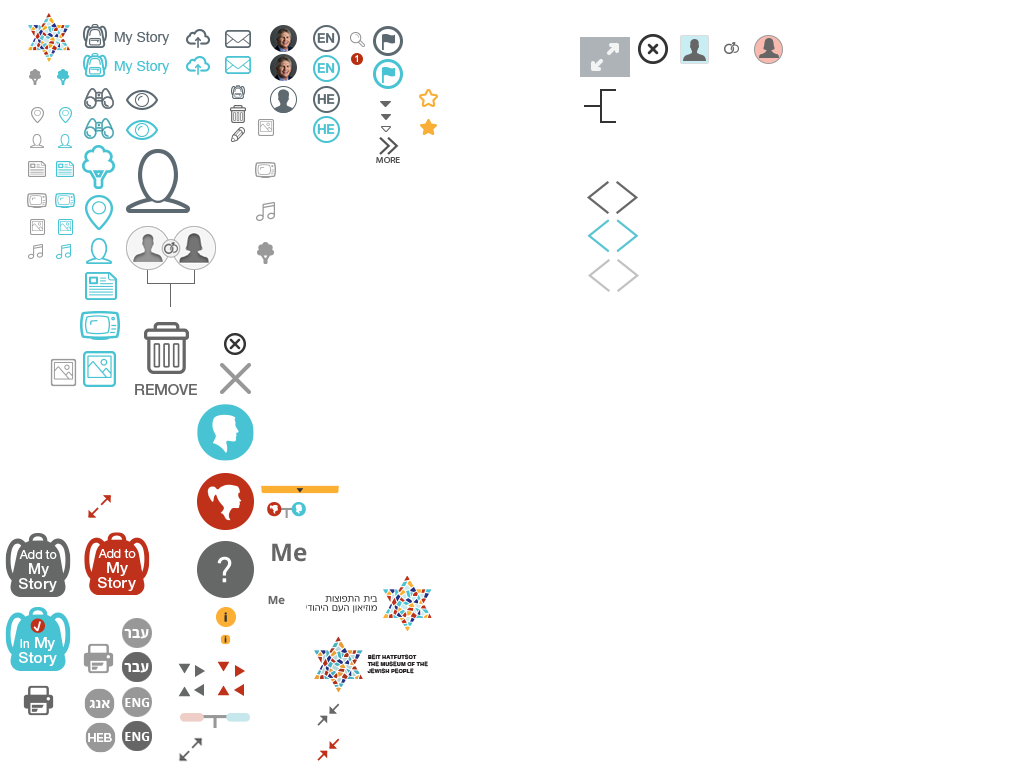 My Story
EN
My Story
EN
1
HE
HE
MORE
REMOVE
Me
?
Add to
My
Story
Add to
My
Story
Me
בית התפוצות
מוזיאון העם היהודי
i
In My
Story
i
עבר
עבר
BEIT HATFUTSOT
THE MUSEUM OF THE
JEWISH PEOPLE
אנג
ENG
HEB
ENG